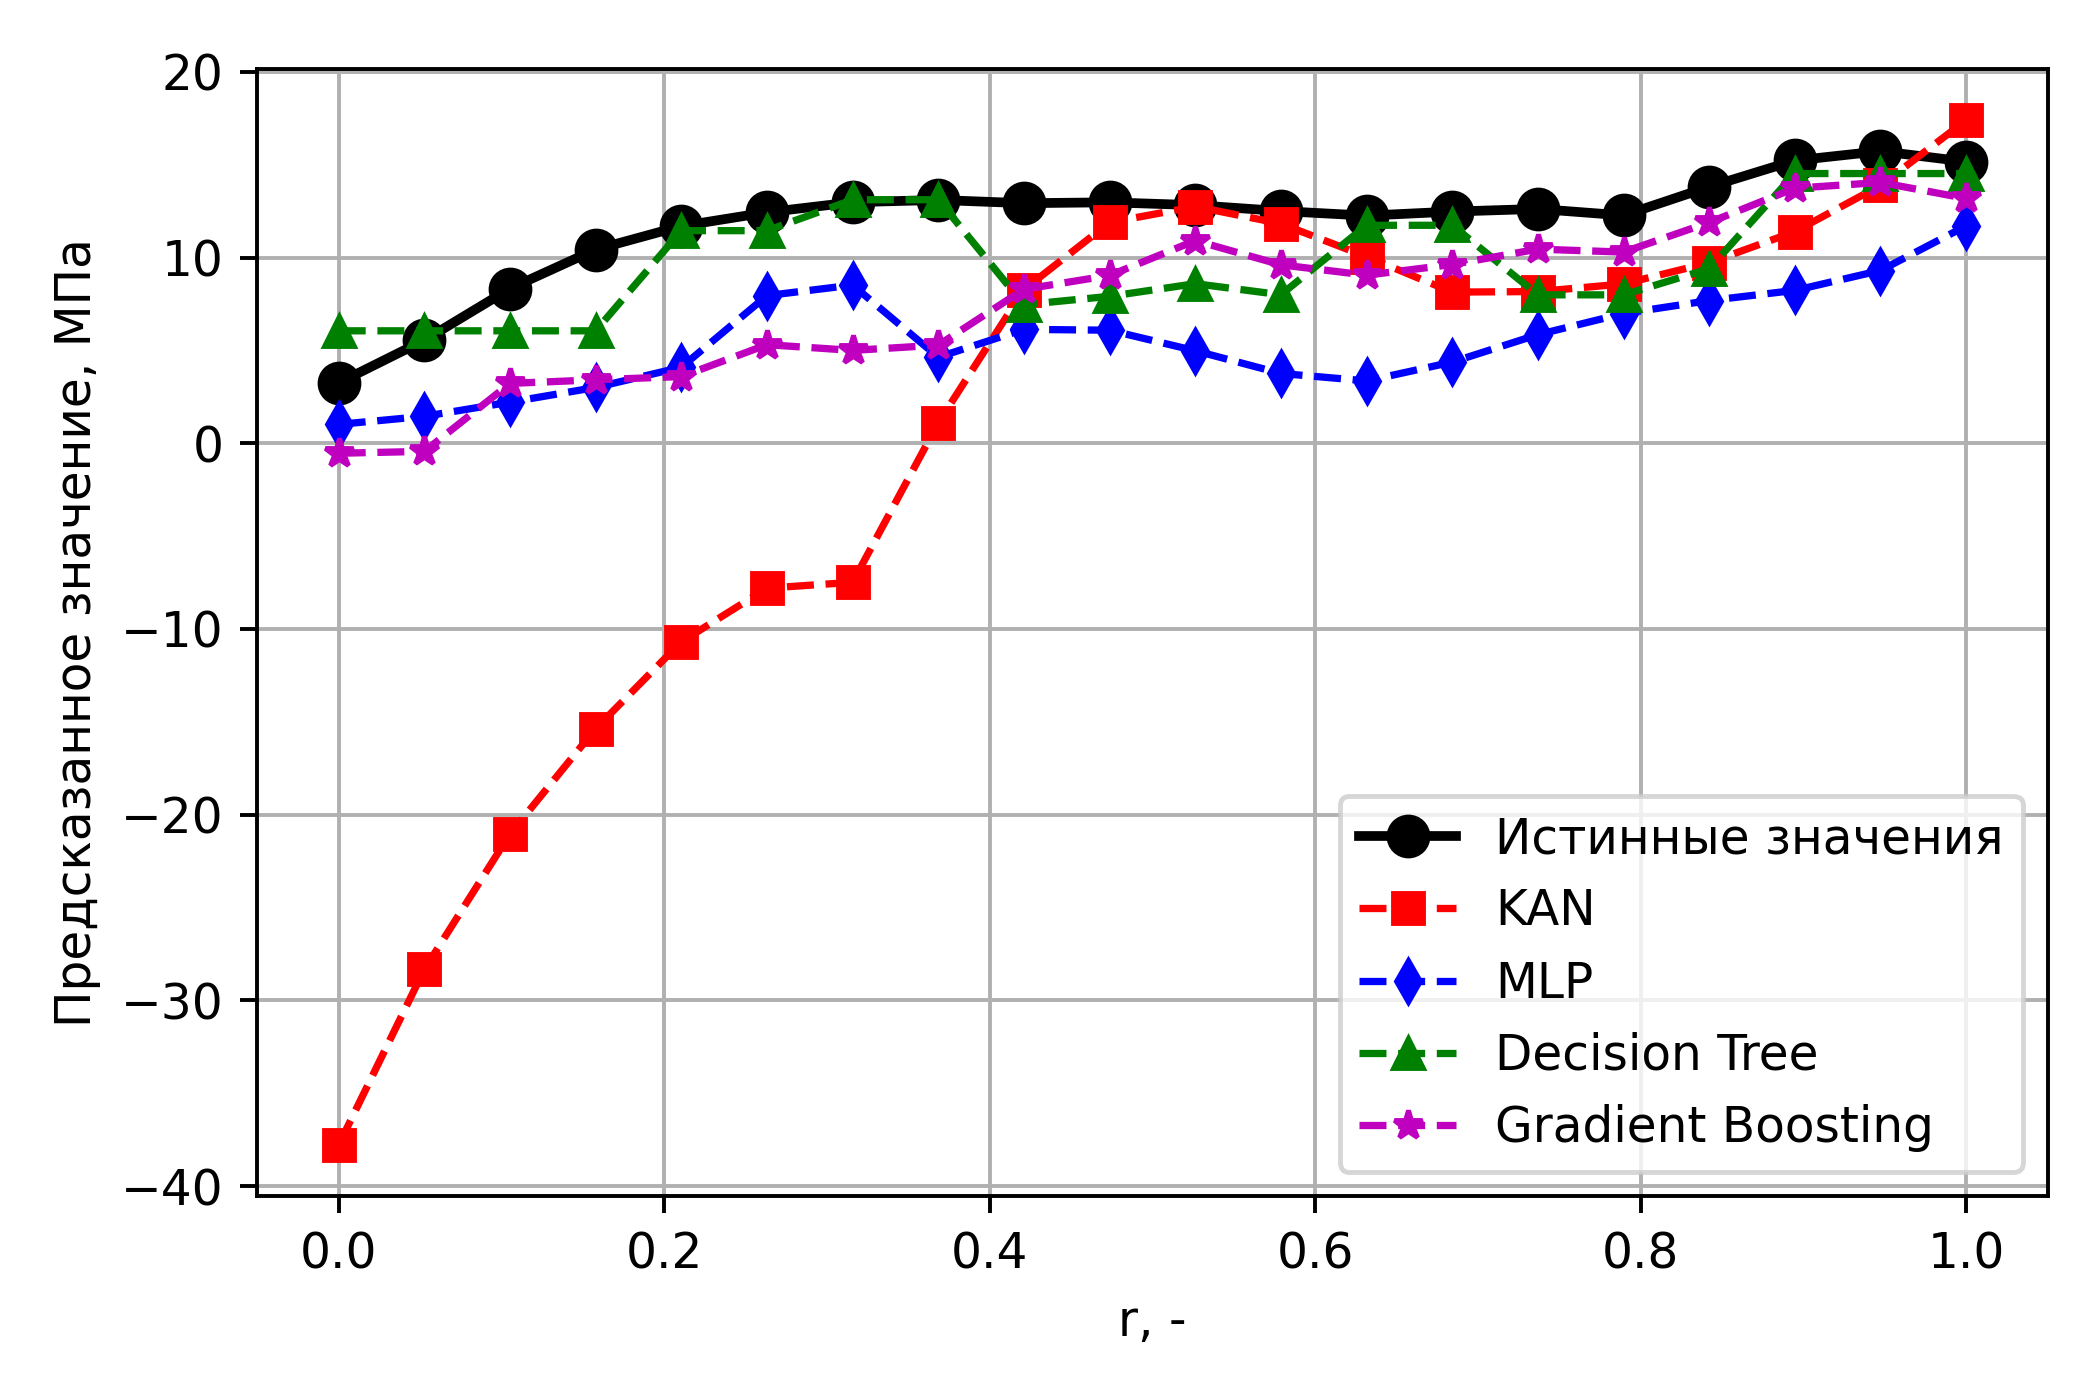 20
10
0
−10
−20
−30
−40
Предсказанное значение, МПа
0.0 0.2 0.4 0.6 0.8 1.0
r, -
Истинные значения
KAN
MLP
Decision Tree
Gradient Boosting